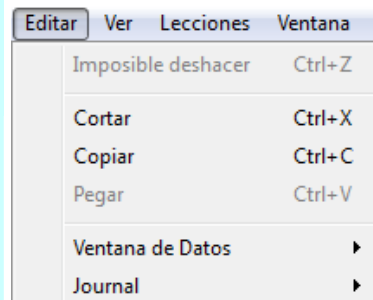 Editar Ver Lecciones Ventana
Imposible deshacer Ctrl+Z
Cortar Ctrl+X
Copiar Ctrl+C
Pegar Ctrl+V
Ventana de Datos
Journal